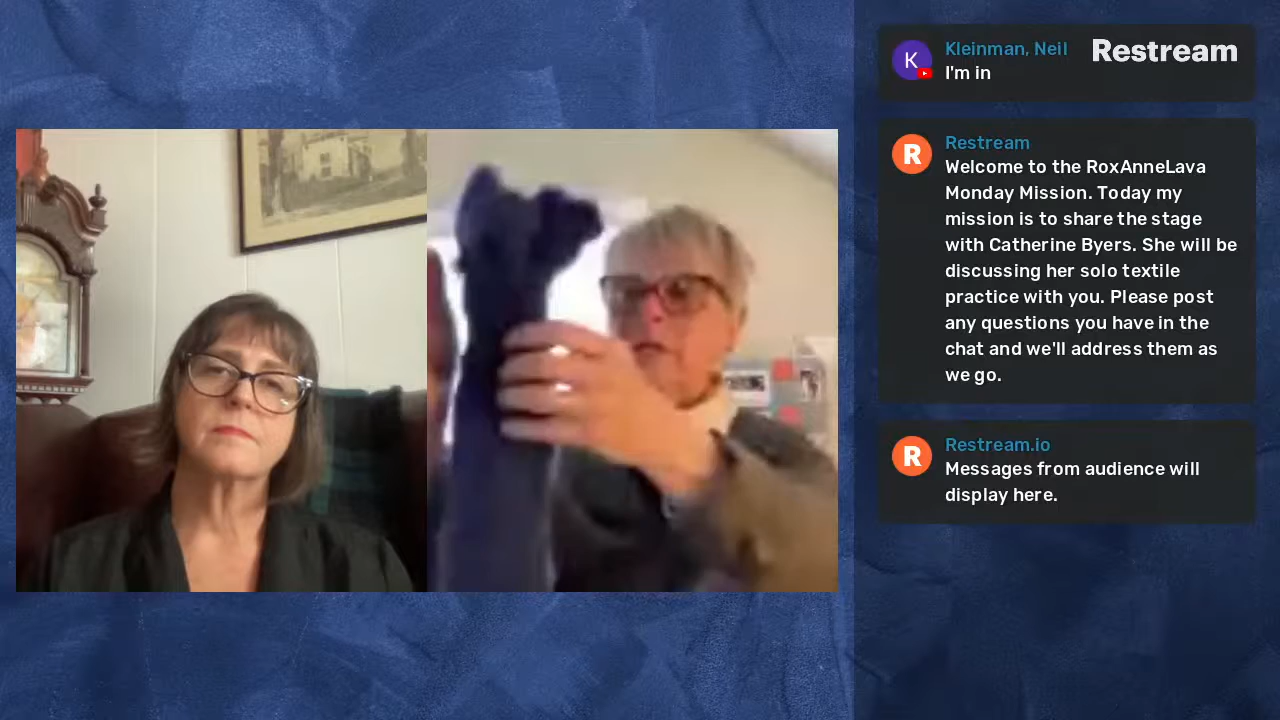 Kleinman, Neil
Restream
I'm in
R
Restream
Welcome to the RoxAnneLava
Monday Mission. Today my
mission is to share the stage
with Catherine Byers. She will be
discussing her solo textile
practice with you. Please post
any questions you have in the
chat and we'll address them as
we go.
R
Restream.io
Messages from audience will
display here.
K